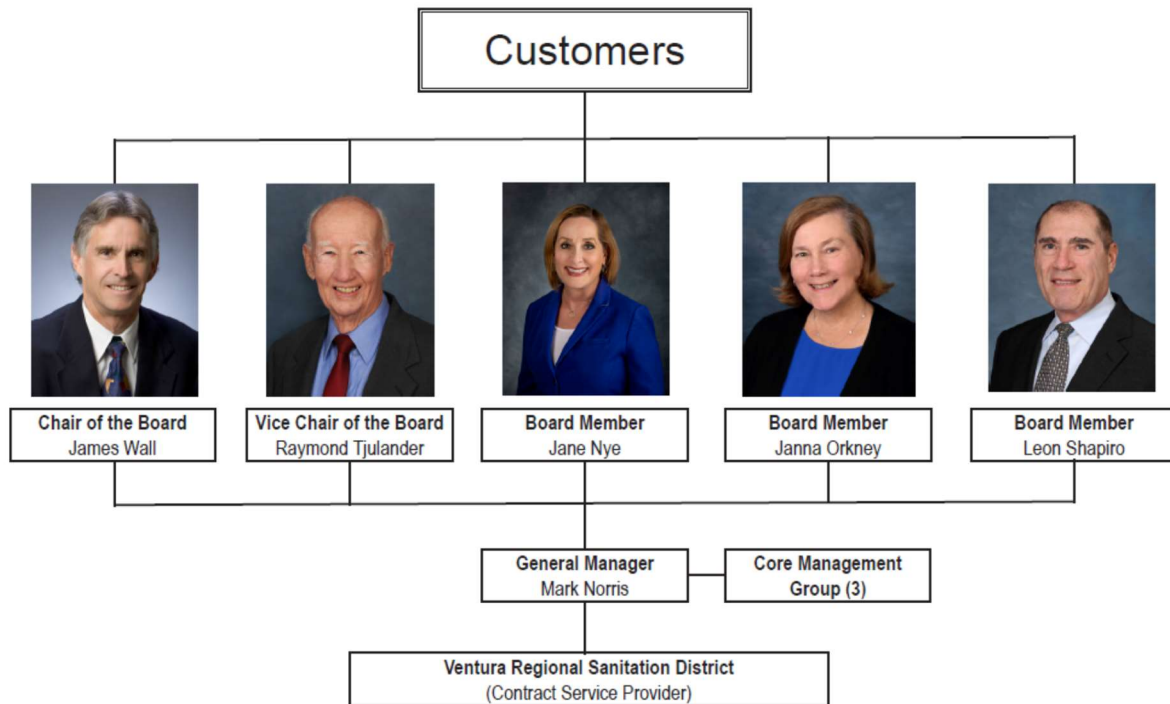 Customers
Chair of the Board
James Wall
Vice Chair of the Board
Raymond Tjulander
Board Member
Jane Nye
Board Member
Janna Orkney
Board Member
Leon Shapiro
General Manager
Mark Norris
Core Management
Group (3)
Ventura Regional Sanitation District
(Contract Service Provider)